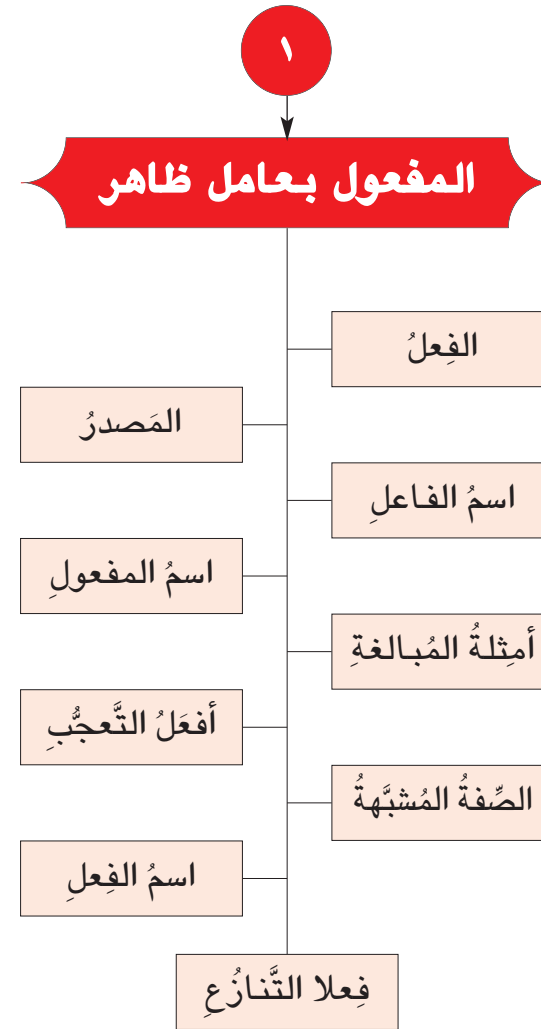 ١
المفعول بعامل ظاهر
الفِعلُ
المَصدرُ
اسمُ الفاعلِ
اسمُ المفعولِ
أمثِلةُ المُبالغةِ
أفعَلُ التَّعجُّبِ
الصِّفةُ المُشبَّهةُ
اسمُ الفِعلِ
فِعلا التَّنازُعِ